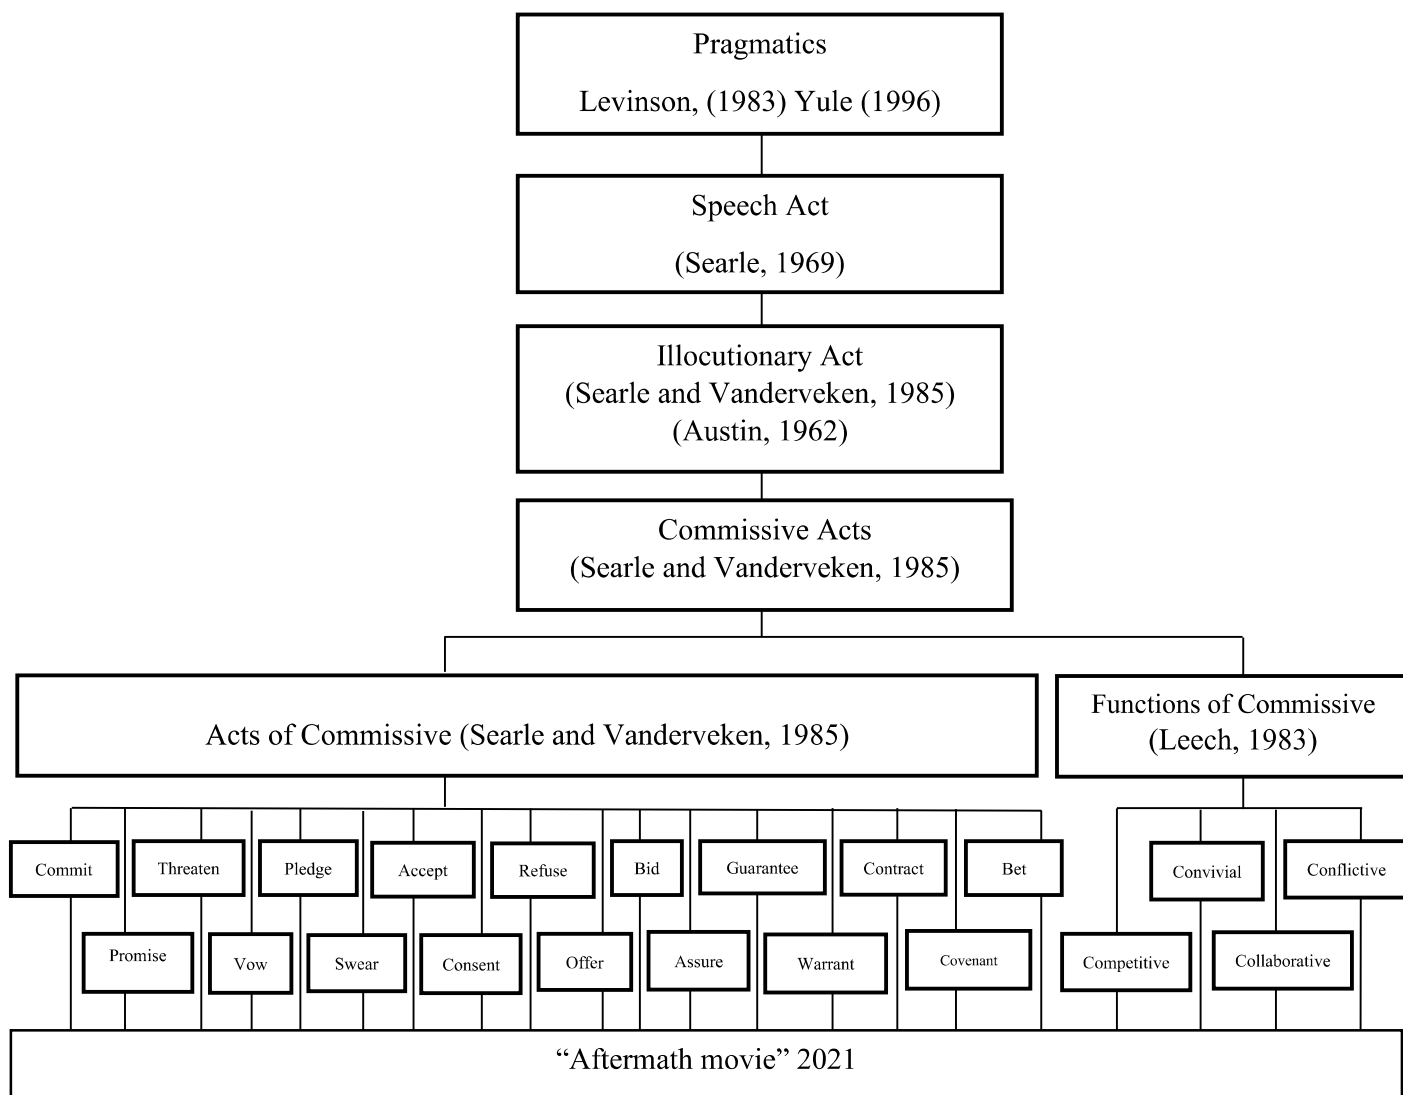 Pragmatics
Levinson, (1983) Yule (1996)
Speech Act
(Searle, 1969)
Illocutionary Act
(Searle and Vanderveken, 1985)
(Austin, 1962)
Commissive Acts
(Searle and Vanderveken, 1985)
Acts of Commissive (Searle and Vanderveken, 1985)
Functions of Commissive
(Leech, 1983)
Commit
Threaten
Pledge
Accept
Refuse
Bid
Guarantee
Contract
Bet
Convivial
Conflictive
Promise
Vow
Swear
Consent
Offer
Assure
Warrant
Covenant
Competitive
Collaborative
“Aftermath movie” 2021